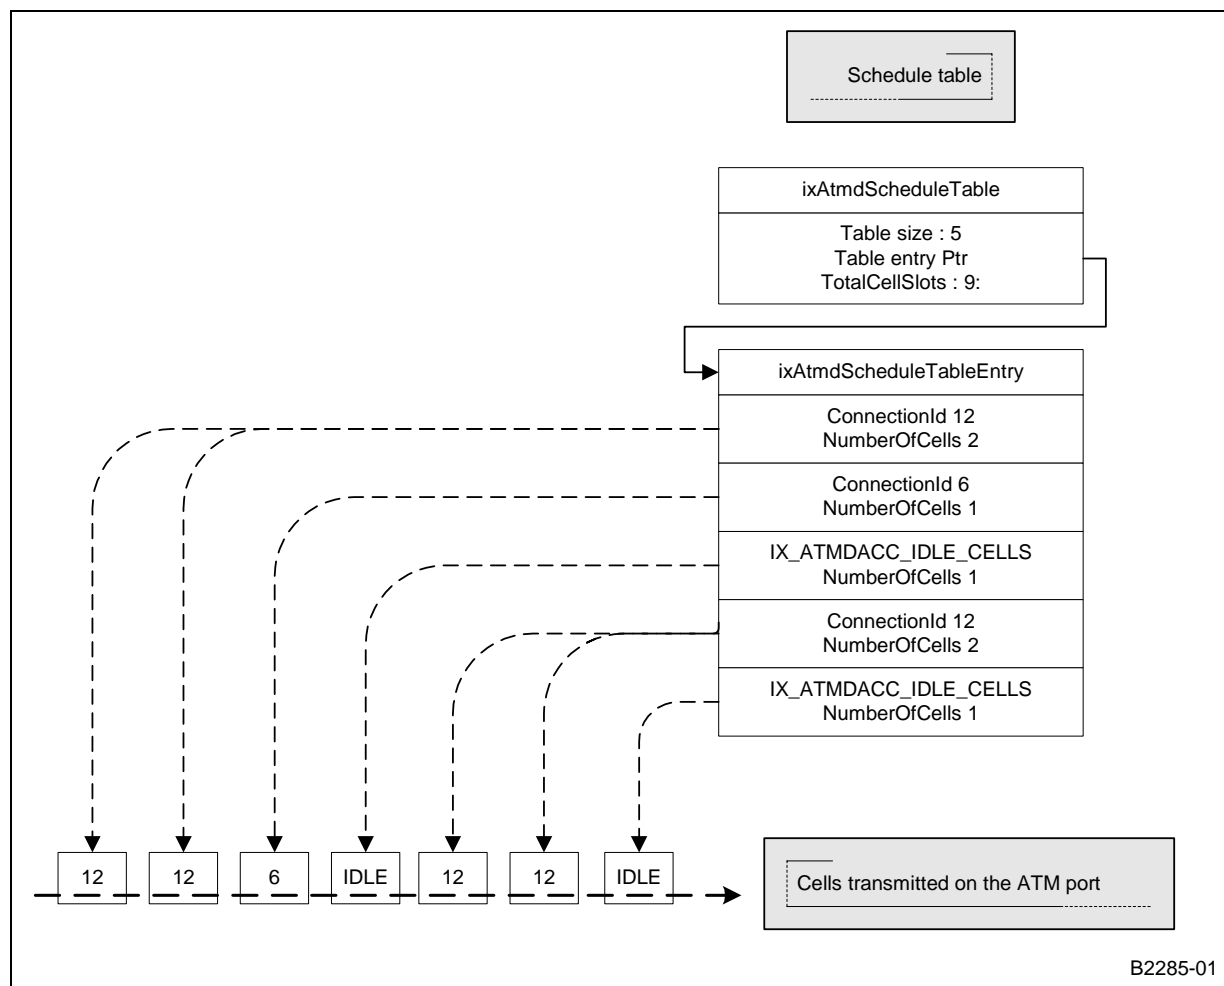 Schedule table
ixAtmdScheduleTable
Table size : 5
Table entry Ptr
TotalCellSlots : 9:
ixAtmdScheduleTableEntry
ConnectionId 12
NumberOfCells 2
ConnectionId 6
NumberOfCells 1
IX_ATMDACC_IDLE_CELLS
NumberOfCells 1
ConnectionId 12
NumberOfCells 2
IX_ATMDACC_IDLE_CELLS
NumberOfCells 1
12 12 6 IDLE 12 12 IDLE
Cells transmitted on the ATM port
B2285-01